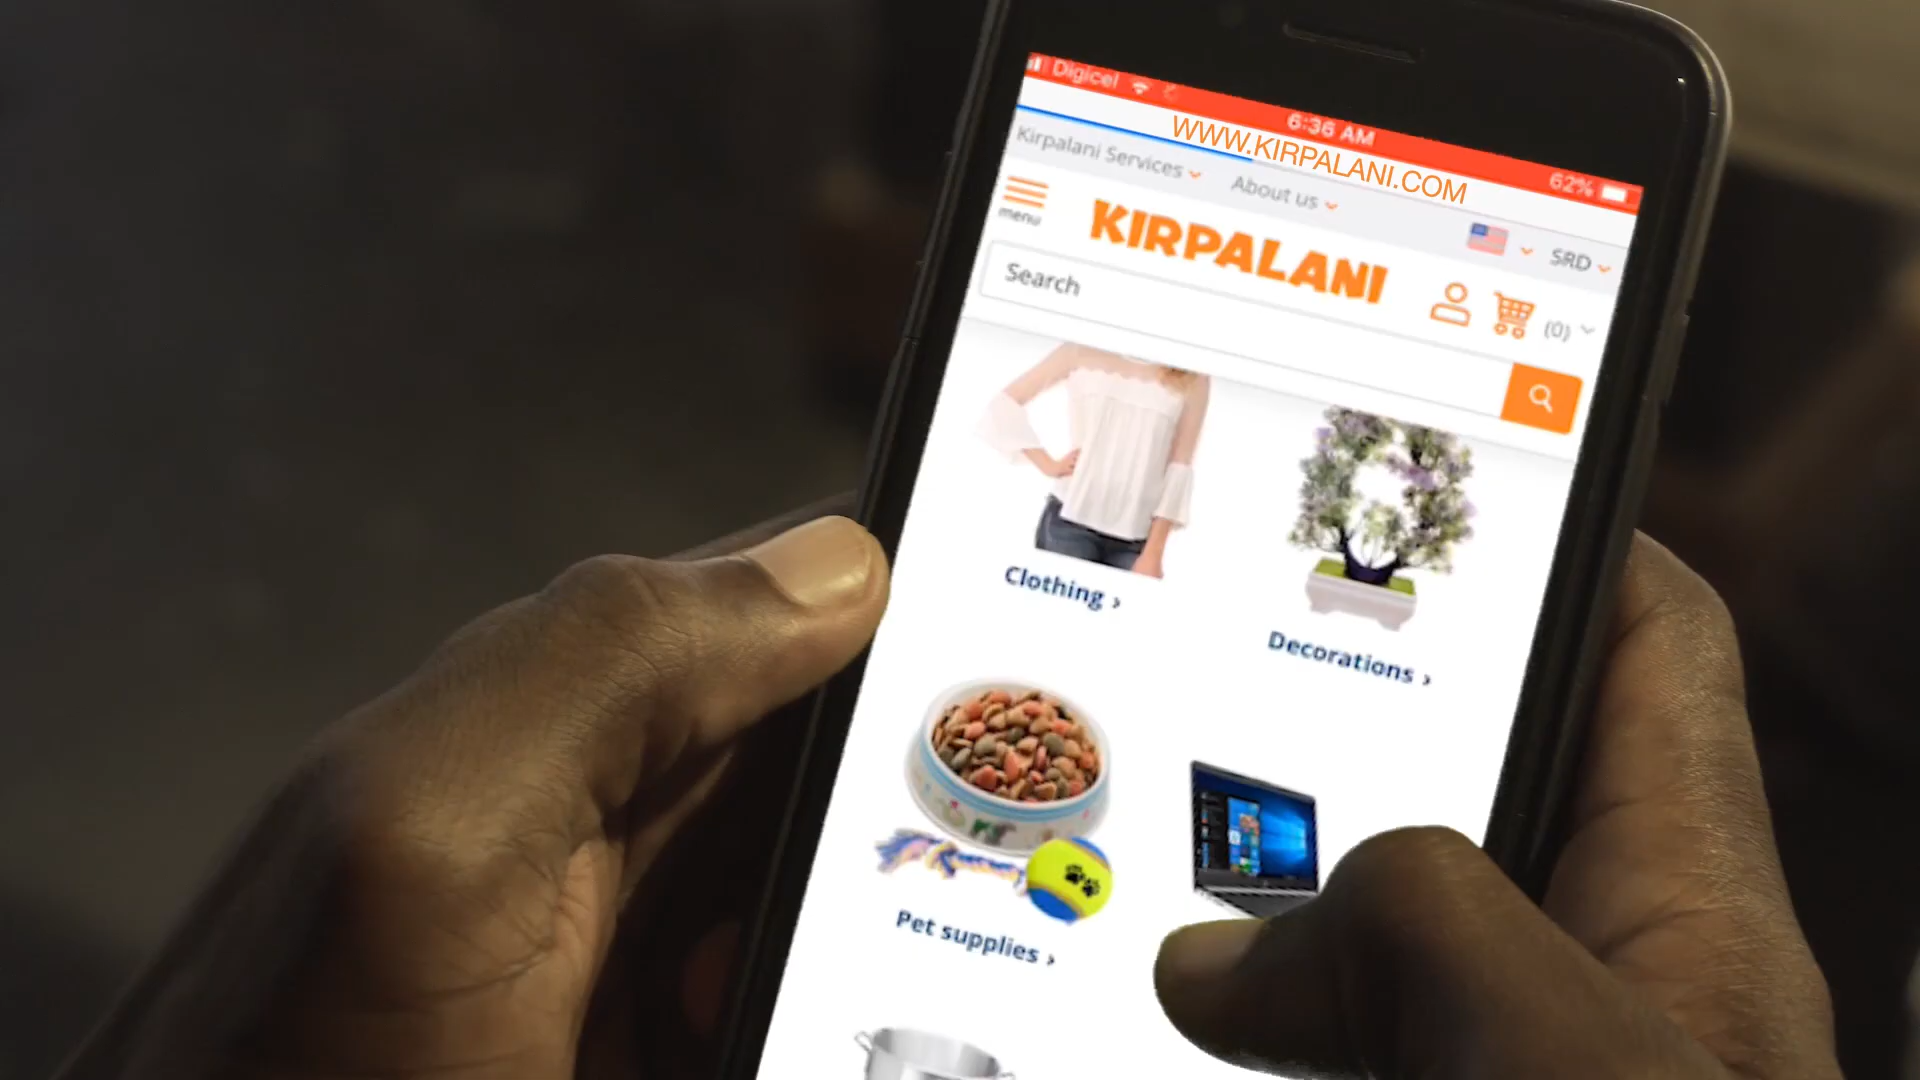 Digicel
6:36 AM
62%
WWW.KIRPALANI.COM
Kirpalani Services
About us
SRD
menu
KIRPALANI
Search
(0)
Clothing ›
Decorations ›
Pet supplies ›